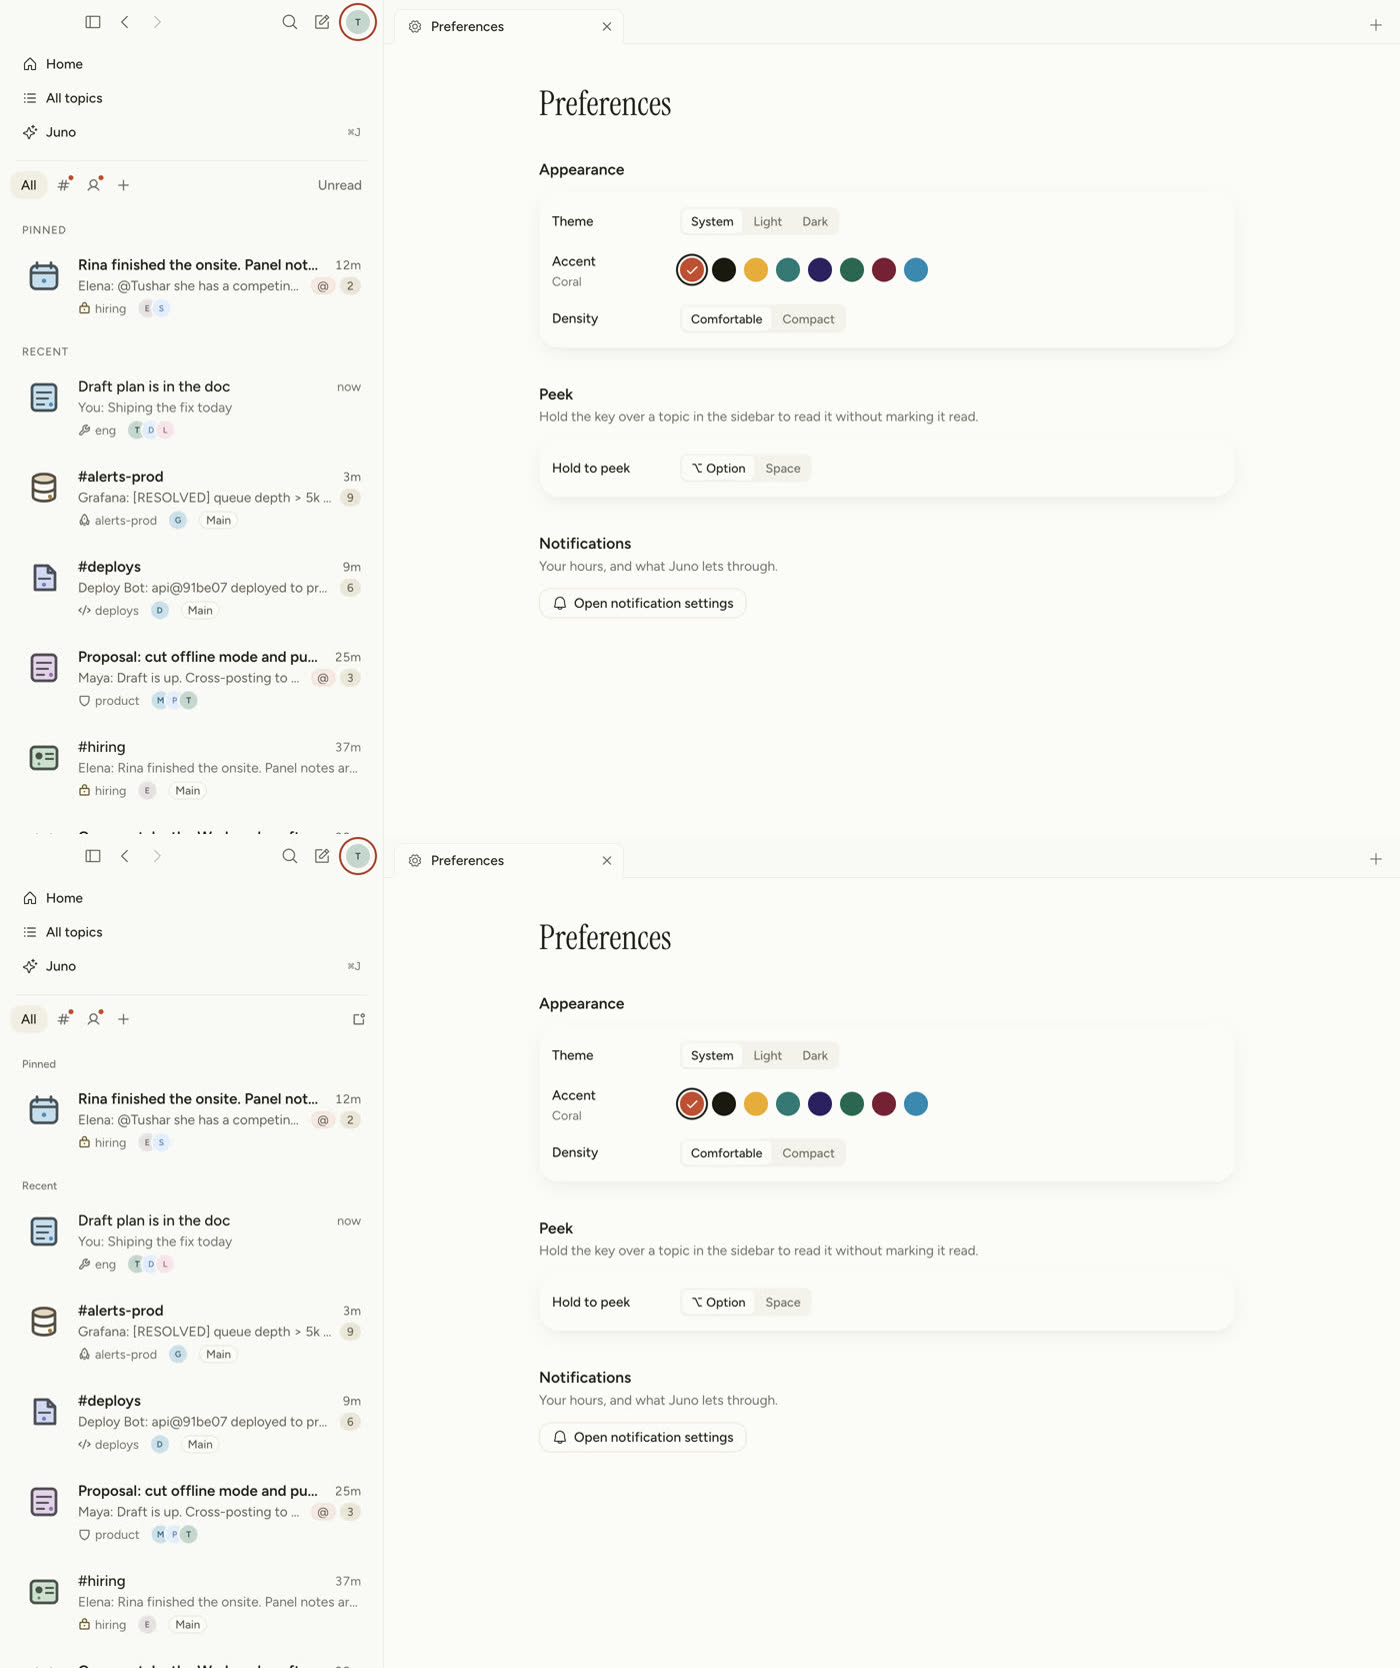 T
Preferences
Home
All topics
Juno ⌘J
All Unread
PINNED
Rina finished the onsite. Panel not... 12m
Elena: @Tushar she has a competin... @ 2
hiring E S
RECENT
Draft plan is in the doc now
You: Shiping the fix today
eng T D L
#alerts-prod 3m
Grafana: [RESOLVED] queue depth > 5k ... 9
alerts-prod G Main
#deploys 9m
Deploy Bot: api@91be07 deployed to pr... 6
deploys D Main
Proposal: cut offline mode and pu... 25m
Maya: Draft is up. Cross-posting to ... @ 3
product M P T
#hiring 37m
Elena: Rina finished the onsite. Panel notes ar...
hiring E Main
Preferences
Appearance
Theme System Light Dark
Accent
Coral
Density Comfortable Compact
Peek
Hold the key over a topic in the sidebar to read it without marking it read.
Hold to peek ⌥ Option Space
Notifications
Your hours, and what Juno lets through.
Open notification settings
T
Preferences
Home
All topics
Juno ⌘J
All
Pinned
Rina finished the onsite. Panel not... 12m
Elena: @Tushar she has a competin... @ 2
hiring E S
Recent
Draft plan is in the doc now
You: Shiping the fix today
eng T D L
#alerts-prod 3m
Grafana: [RESOLVED] queue depth > 5k ... 9
alerts-prod G Main
#deploys 9m
Deploy Bot: api@91be07 deployed to pr... 6
deploys D Main
Proposal: cut offline mode and pu... 25m
Maya: Draft is up. Cross-posting to ... @ 3
product M P T
#hiring 37m
Elena: Rina finished the onsite. Panel notes ar...
hiring E Main
Preferences
Appearance
Theme System Light Dark
Accent
Coral
Density Comfortable Compact
Peek
Hold the key over a topic in the sidebar to read it without marking it read.
Hold to peek ⌥ Option Space
Notifications
Your hours, and what Juno lets through.
Open notification settings